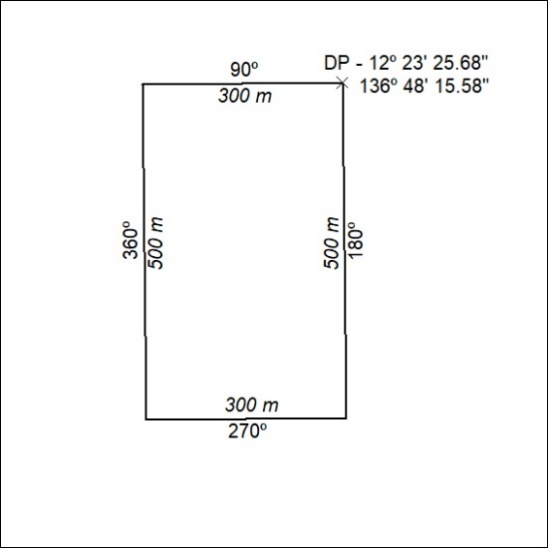 DP - 12º 23' 25.68"
136º 48' 15.58"
90º
300 m
360º
500 m
500 m
180º
300 m
270º